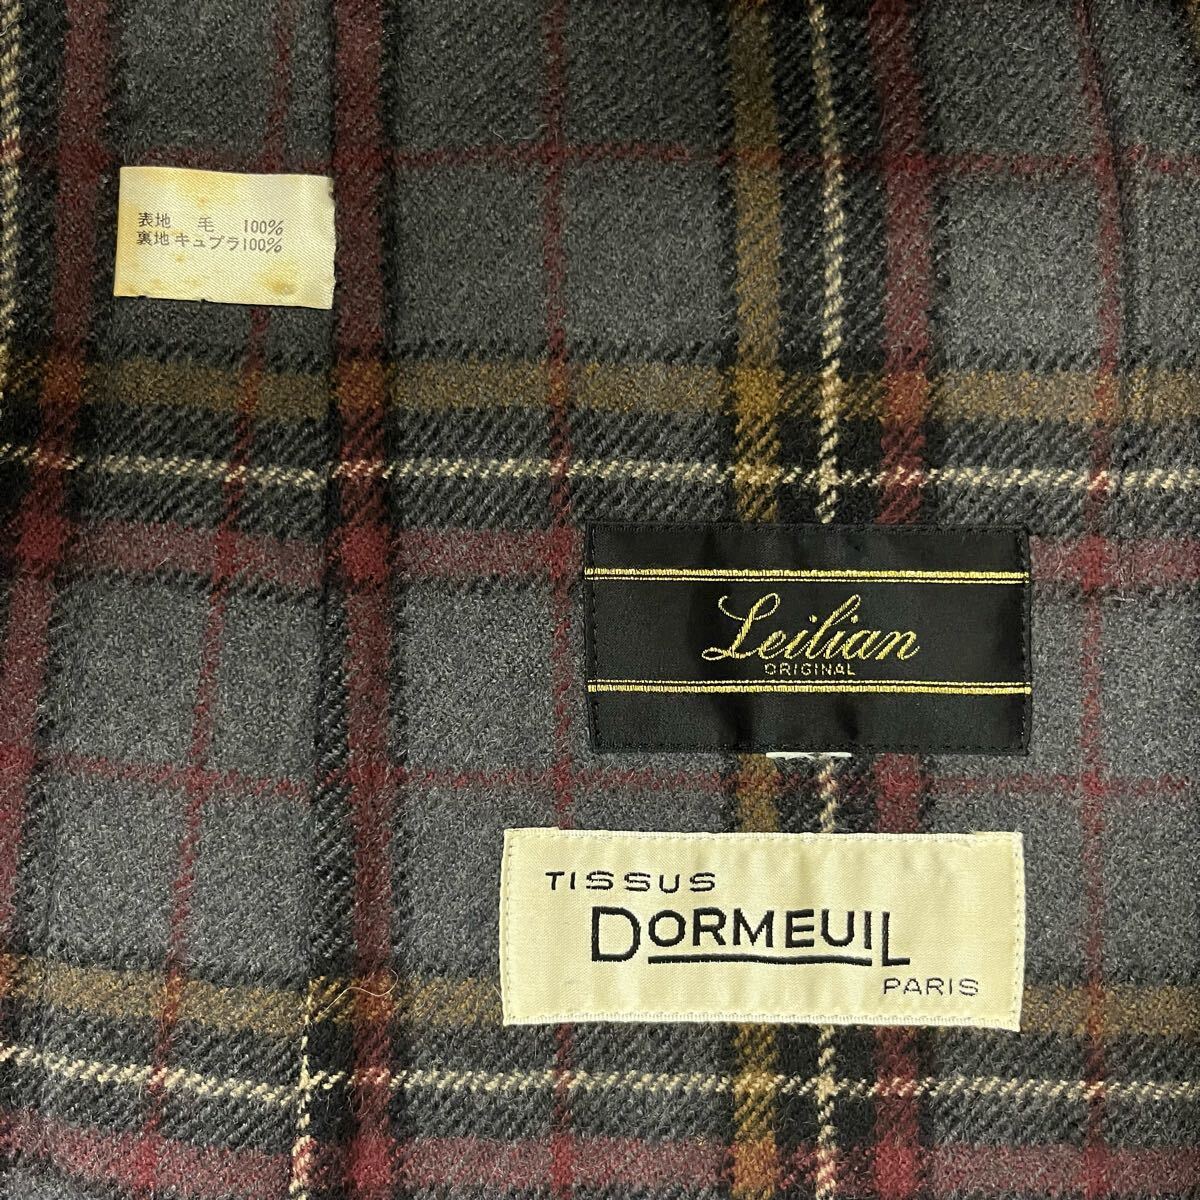 表地 毛 100%
裏地 キュプラ100%
Leilian
ORIGINAL
TISSUS
DORMEUIL
PARIS